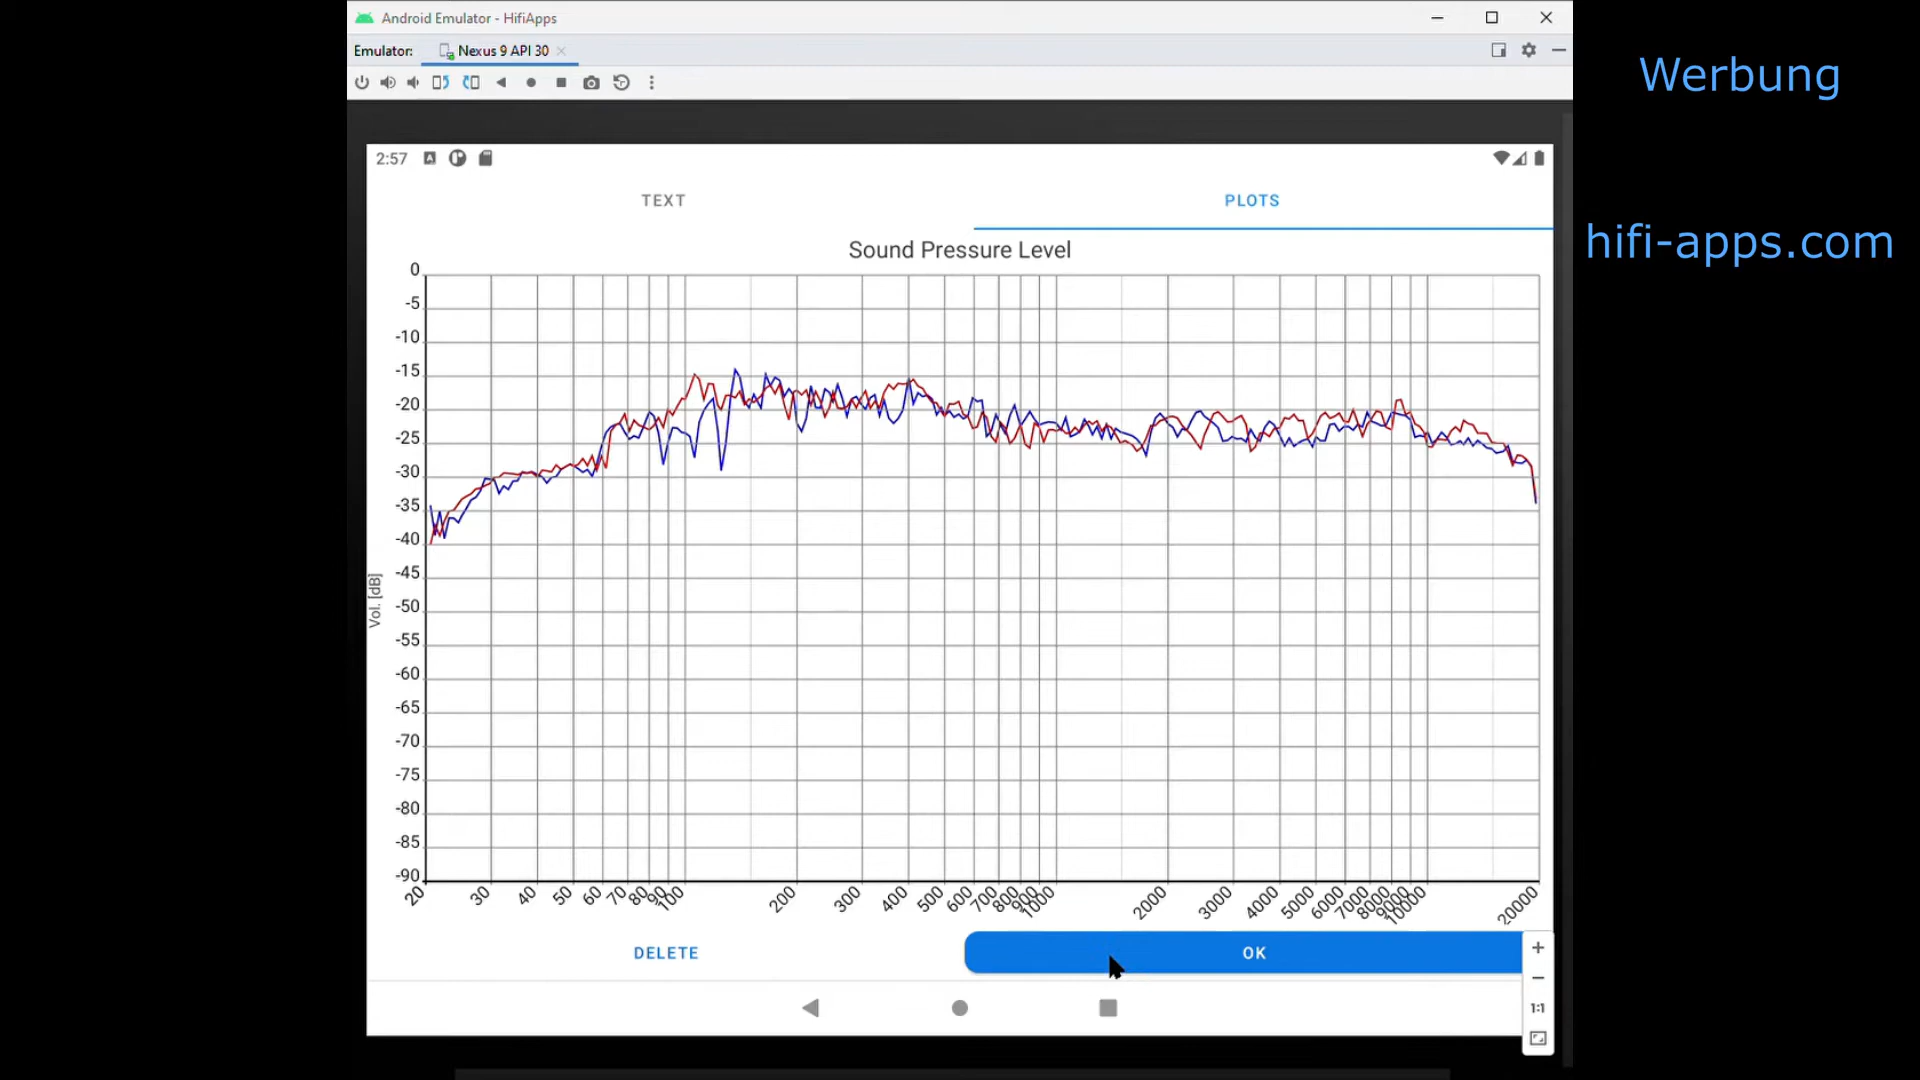 Android Emulator - HifiApps
Emulator: Nexus 9 API 30
Werbung
hifi-apps.com
2:57
TEXT
PLOTS
Sound Pressure Level
0
-5
-10
-15
-20
-25
-30
-35
-40
-45
-50
-55
-60
-65
-70
-75
-80
-85
-90
Vol. [dB]
20 30 40 50 60 70 80 90 100 200 300 400 500 600 700 800 900 1000 2000 3000 4000 5000 6000 7000 8000 9000 10000 20000
DELETE
OK
1:1